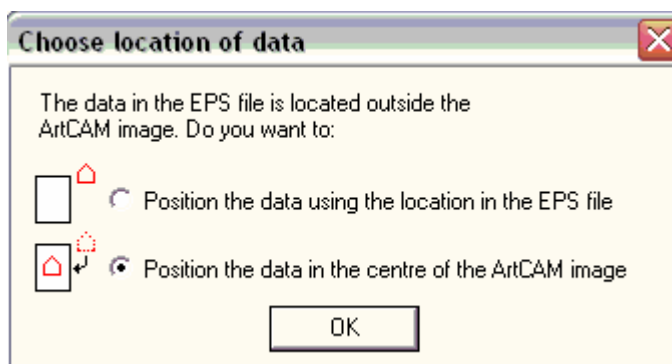 Choose location of data
The data in the EPS file is located outside the
ArtCAM image. Do you want to:
Position the data using the location in the EPS file
Position the data in the centre of the ArtCAM image
OK